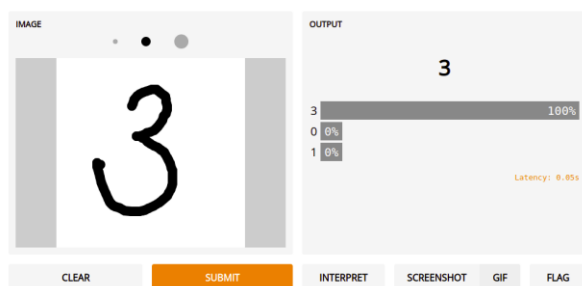 IMAGE
3
CLEAR
SUBMIT
OUTPUT
3
3 100%
0 0%
1 0%
Latency: 0.05s
INTERPRET
SCREENSHOT
GIF
FLAG